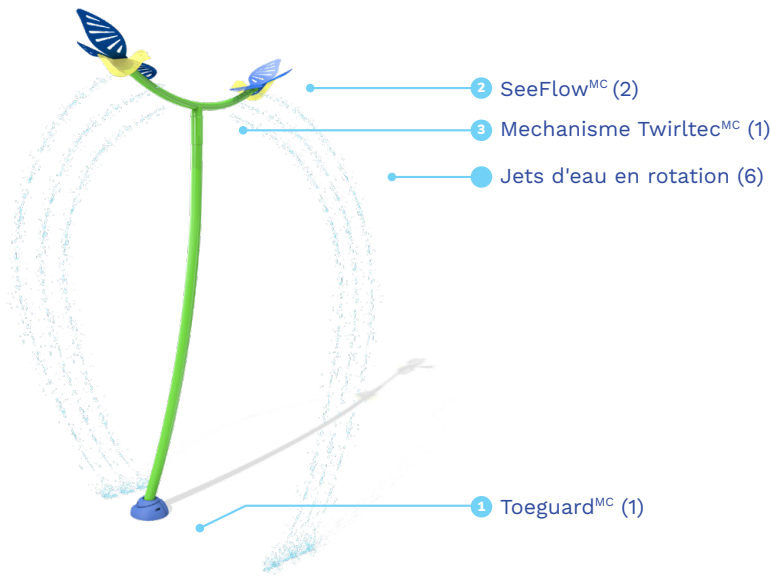 2 SeeFlowMC (2)
3 Mechanisme TwirltecMC (1)
Jets d'eau en rotation (6)
1 ToeguardMC (1)